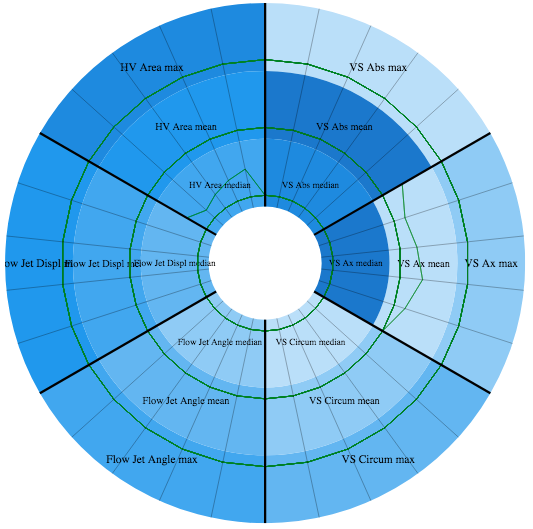 HV Area max
VS Abs max
HV Area mean
VS Abs mean
HV Area median
VS Abs median
ow Jet Displ m
Flow Jet Displ me
Flow Jet Displ median
VS Ax median
VS Ax mean
VS Ax max
Flow Jet Angle median
VS Circum median
Flow Jet Angle mean
VS Circum mean
Flow Jet Angle max
VS Circum max